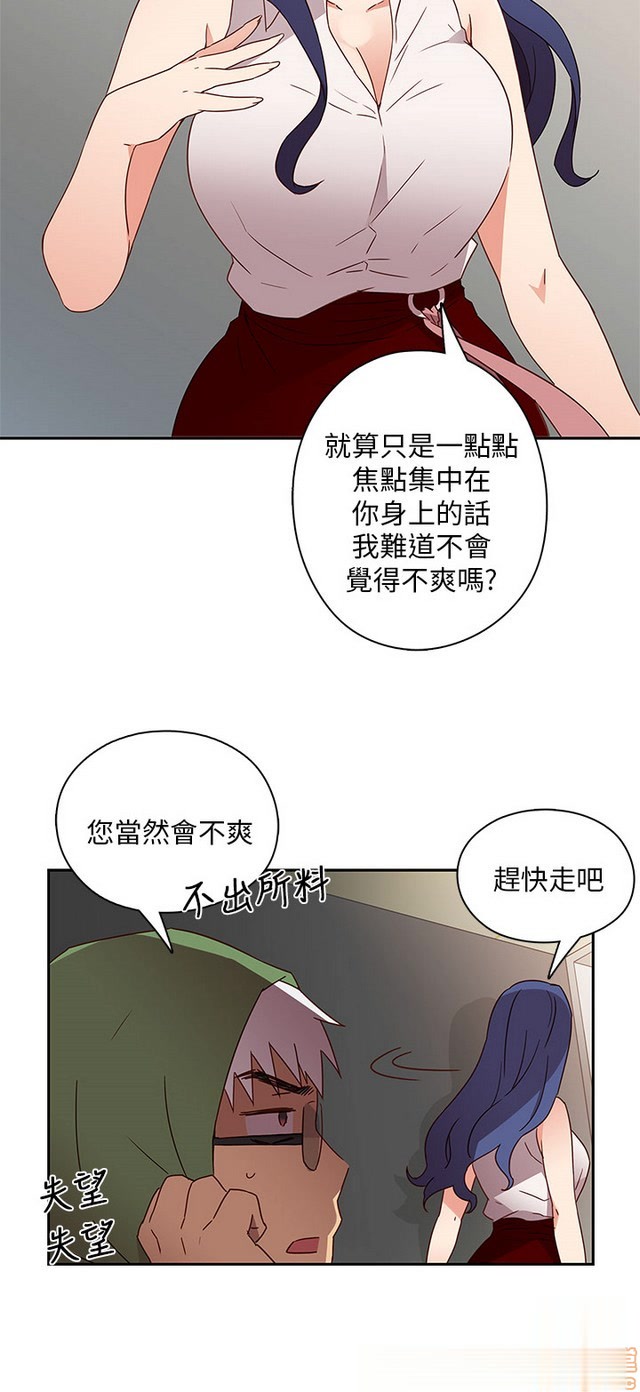 就算只是一點點
焦點集中在
你身上的話
我難道不會
覺得不爽嗎?
您當然會不爽
不出所料
趕快走吧
失望
失望